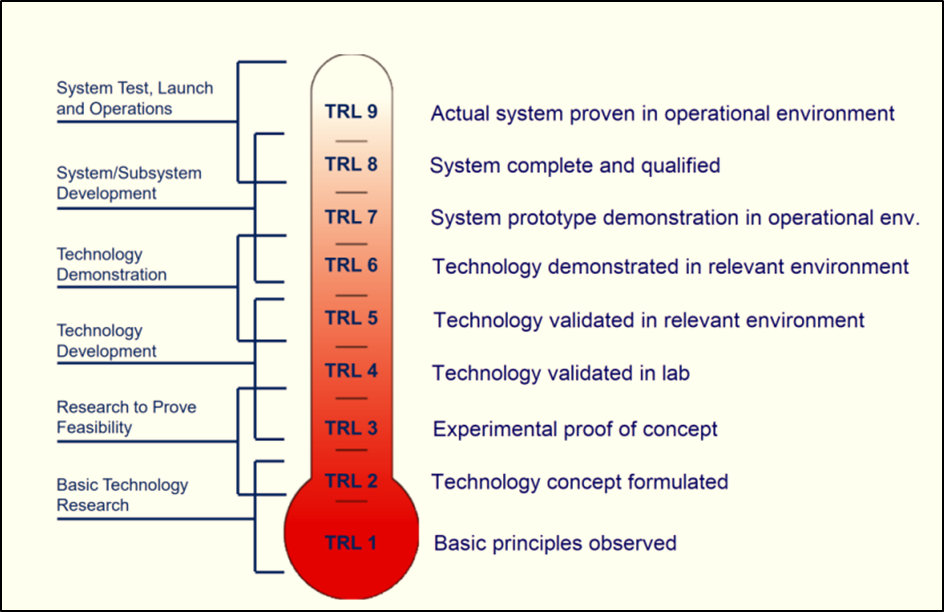 System Test, Launch
and Operations
TRL 9
Actual system proven in operational environment
TRL 8
System complete and qualified
System/Subsystem
Development
TRL 7
System prototype demonstration in operational env.
Technology
Demonstration
TRL 6
Technology demonstrated in relevant environment
TRL 5
Technology validated in relevant environment
Technology
Development
TRL 4
Technology validated in lab
Research to Prove
Feasibility
TRL 3
Experimental proof of concept
TRL 2
Technology concept formulated
Basic Technology
Research
TRL 1
Basic principles observed